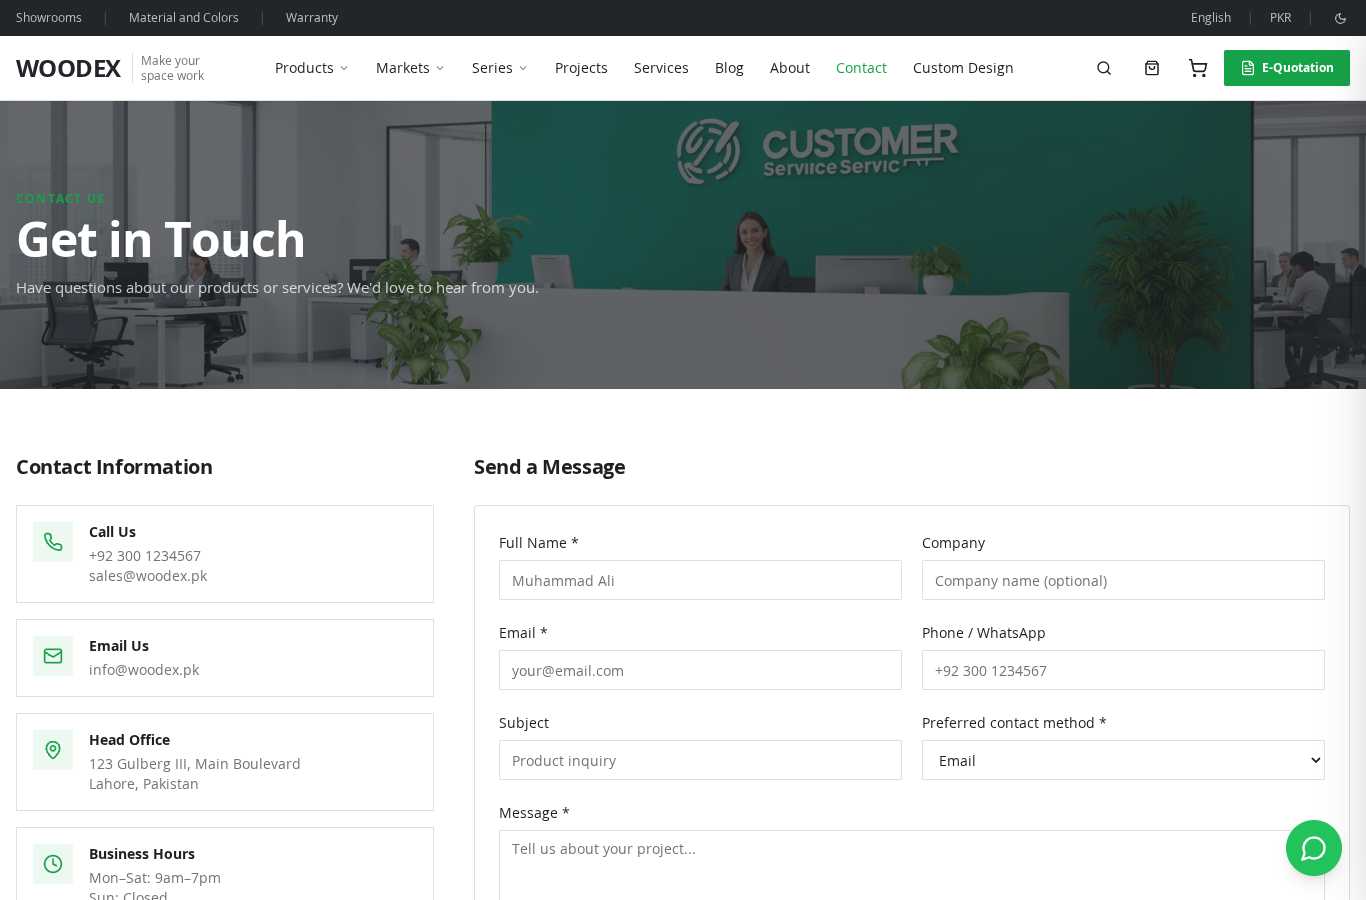 Showrooms
Material and Colors
Warranty
English
PKR
WOODEX
Make your
space work
Products
Markets
Series
Projects
Services
Blog
About
Contact
Custom Design
E-Quotation
CUSTOMER
CONTACT US
Get in Touch
Have questions about our products or services? We'd love to hear from you.
Contact Information
Call Us
+92 300 1234567
sales@woodex.pk
Email Us
info@woodex.pk
Head Office
123 Gulberg III, Main Boulevard
Lahore, Pakistan
Business Hours
Mon–Sat: 9am–7pm
Sun: Closed
Send a Message
Full Name *
Muhammad Ali
Company
Company name (optional)
Email *
your@email.com
Phone / WhatsApp
+92 300 1234567
Subject
Product inquiry
Preferred contact method *
Email
Message *
Tell us about your project...